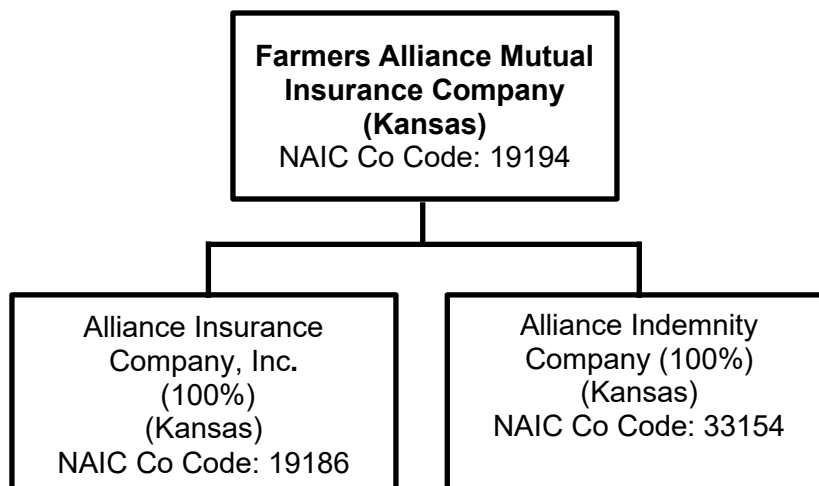 Farmers Alliance Mutual
Insurance Company
(Kansas)
NAIC Co Code: 19194
Alliance Insurance
Company, Inc.
(100%)
(Kansas)
NAIC Co Code: 19186
Alliance Indemnity
Company (100%)
(Kansas)
NAIC Co Code: 33154